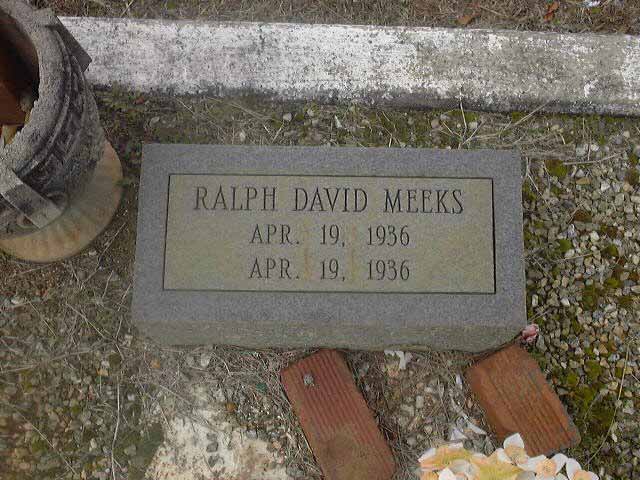 RALPH DAVID MEEKS
APR. 19, 1936
APR. 19, 1936